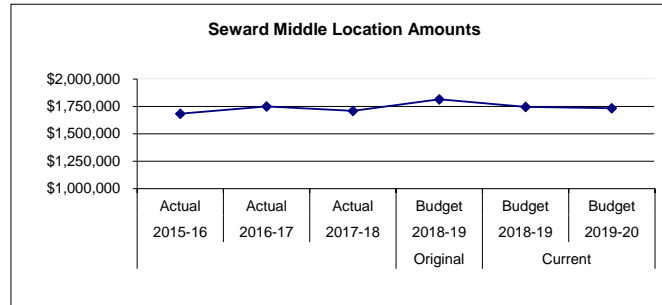 Seward Middle Location Amounts
$2,000,000
$1,750,000
$1,500,000
$1,250,000
$1,000,000
Actual Actual Actual Budget Budget Budget
2015-16 2016-17 2017-18 2018-19 2018-19 2019-20
Original Current